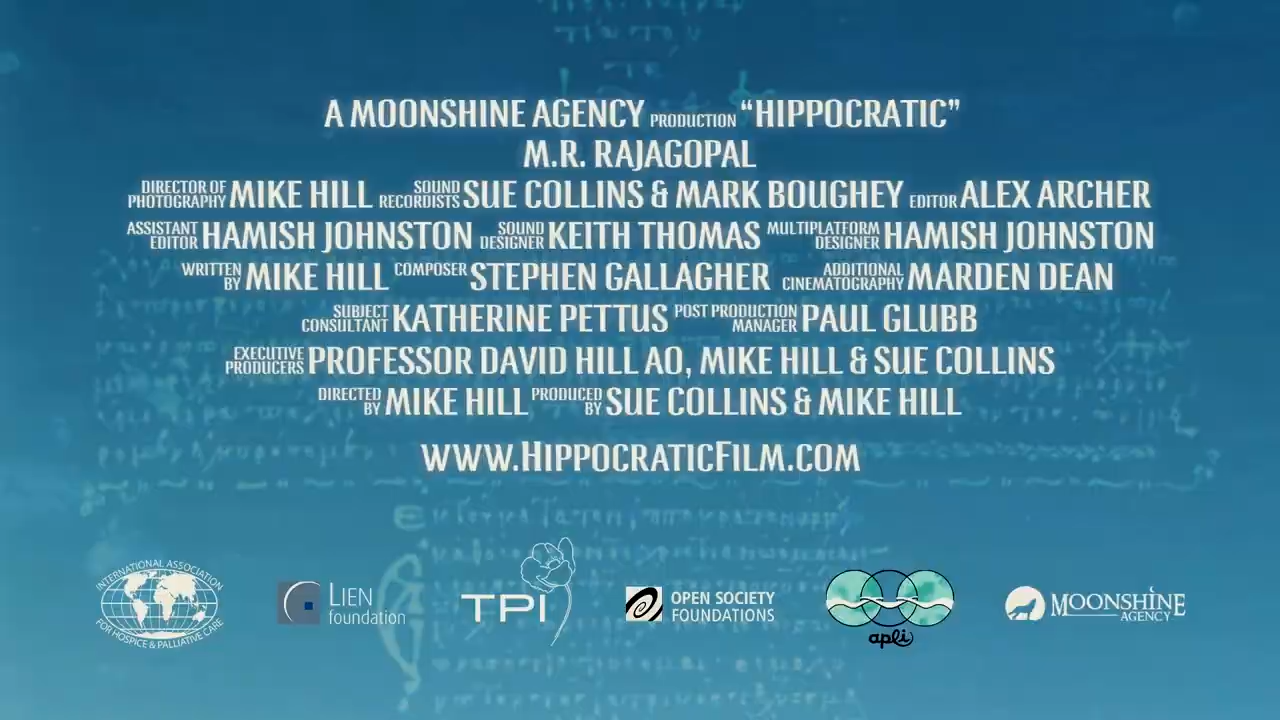 A MOONSHINE AGENCY PRODUCTION “HIPPOCRATIC”
M.R. RAJAGOPAL
DIRECTOR OF PHOTOGRAPHY MIKE HILL SOUND RECORDISTS SUE COLLINS & MARK BOUGHEY EDITOR ALEX ARCHER
ASSISTANT EDITOR HAMISH JOHNSTON SOUND DESIGNER KEITH THOMAS MULTIPLATFORM DESIGNER HAMISH JOHNSTON
WRITTEN BY MIKE HILL COMPOSER STEPHEN GALLAGHER ADDITIONAL CINEMATOGRAPHY MARDEN DEAN
SUBJECT CONSULTANT KATHERINE PETTUS POST PRODUCTION MANAGER PAUL GLUBB
EXECUTIVE PRODUCERS PROFESSOR DAVID HILL AO, MIKE HILL & SUE COLLINS
DIRECTED BY MIKE HILL PRODUCED BY SUE COLLINS & MIKE HILL
WWW.HIPPOCRATICFILM.COM
INTERNATIONAL ASSOCIATION
FOR HOSPICE & PALLIATIVE CARE
LIEN
foundation
TPI
OPEN SOCIETY
FOUNDATIONS
apli
MOONSHINE
AGENCY